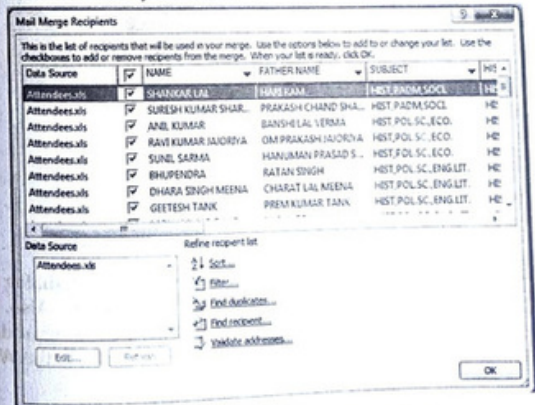 Mail Merge Recipients
This is the list of recipients that will be used in your merge. Use the options below to add to or change your list. Use the
checkboxes to add or remove recipients from the merge. When your list is ready, click OK.
Data Source NAME FATHER NAME SUBJECT HIS
Attendees.xls SHANKAR LAL HARI KAM HIST, PADM, SOCL
Attendees.xls SURESH KUMAR SHAR... PRAKASH CHAND SHA... HIST, PADM, SOCL
Attendees.xls ANIL KUMAR BANSHI LAL VERMA HIST, POL.SC., ECO.
Attendees.xls RAVI KUMAR JAJORIYA OM PRAKASH JAJORIYA HIST, POL.SC., ECO.
Attendees.xls SUNIL SARMA HANUMAN PRASAD S... HIST, POL.SC., ECO.
Attendees.xls BHUPENDRA RATAN SINGH HIST, POL.SC., ENG.LIT.
Attendees.xls DHARA SINGH MEENA CHARAT LAL MEENA HIST, POL.SC., ENG.LIT.
Attendees.xls GEETESH TANK PREM KUMAR TANK HIST, POL.SC., ENG.LIT.
Data Source
Attendees.xls
Edit...
Refresh
Refine recipient list
Sort...
Filter...
Find duplicates...
Find recipient...
Validate addresses...
OK